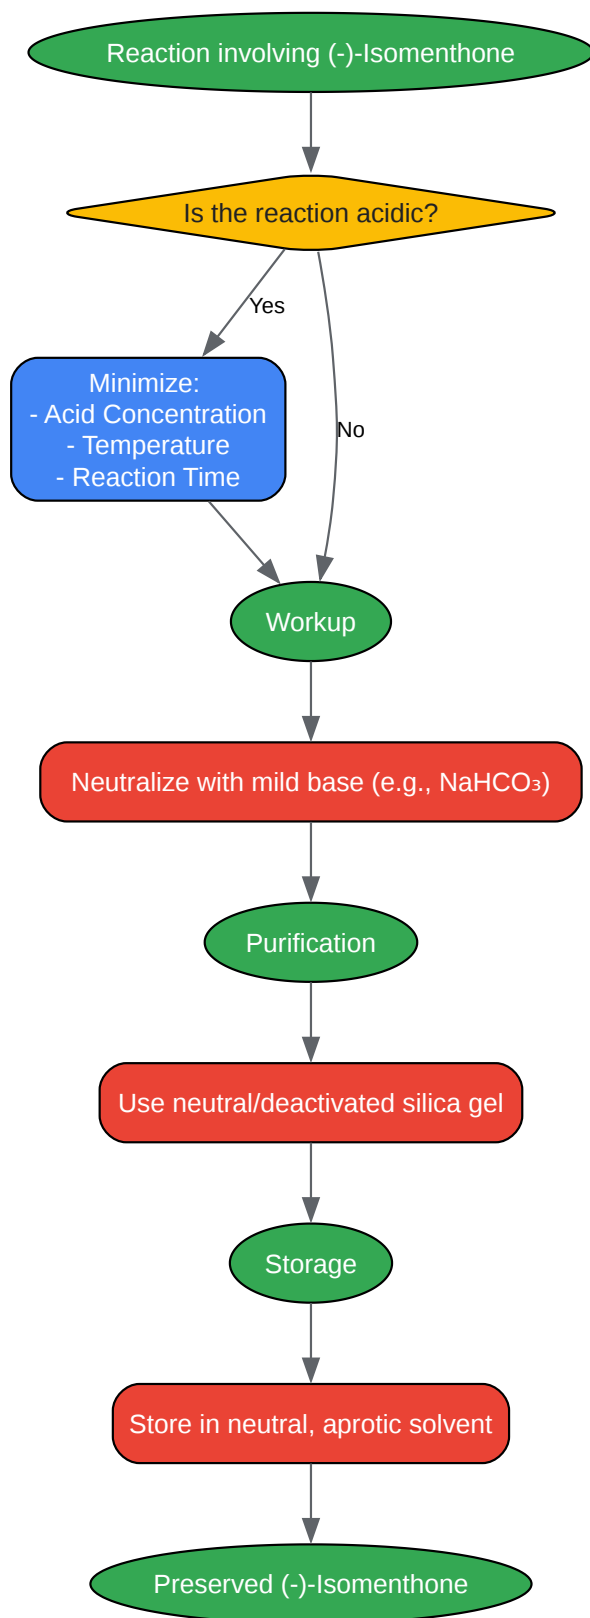 Reaction involving (-)-Isomenthone
Is the reaction acidic?
Yes
Minimize:
- Acid Concentration
- Temperature
- Reaction Time
No
Workup
Neutralize with mild base (e.g., NaHCO₃)
Purification
Use neutral/deactivated silica gel
Storage
Store in neutral, aprotic solvent
Preserved (-)-Isomenthone